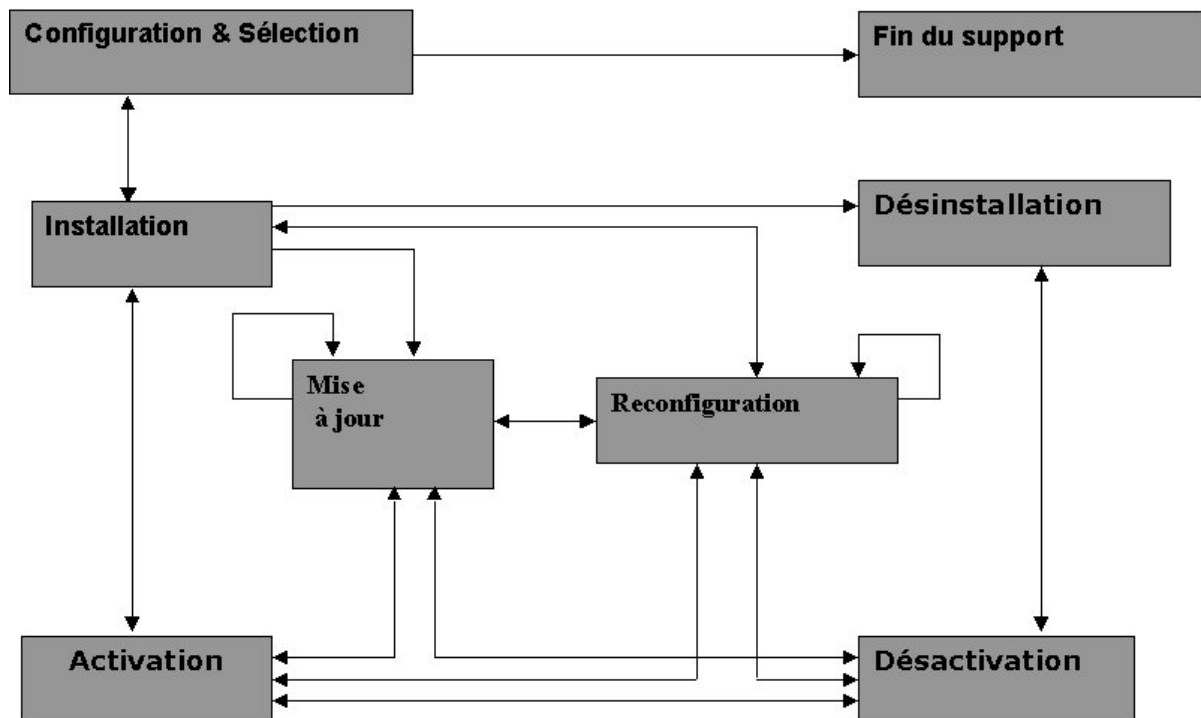 Configuration & Sélection
Fin du support
Installation
Désinstallation
Mise
à jour
Reconfiguration
Activation
Désactivation